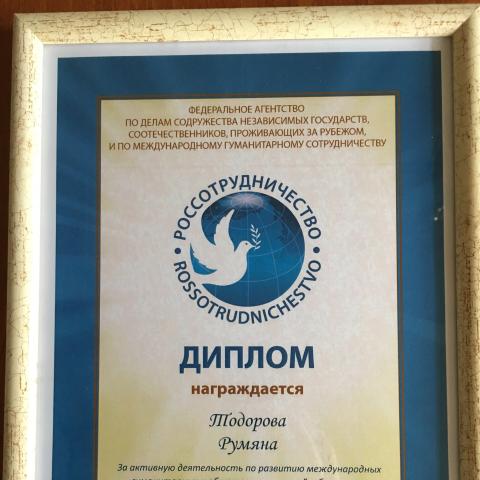 ФЕДЕРАЛЬНОЕ АГЕНТСТВО
ПО ДЕЛАМ СОДРУЖЕСТВА НЕЗАВИСИМЫХ ГОСУДАРСТВ,
СООТЕЧЕСТВЕННИКОВ, ПРОЖИВАЮЩИХ ЗА РУБЕЖОМ,
И ПО МЕЖДУНАРОДНОМУ ГУМАНИТАРНОМУ СОТРУДНИЧЕСТВУ
РОССОТРУДНИЧЕСТВО
ROSSOTRUDNICHESTVO
ДИПЛОМ
награждается
Тодорова
Румяна
За активную деятельность по развитию международных